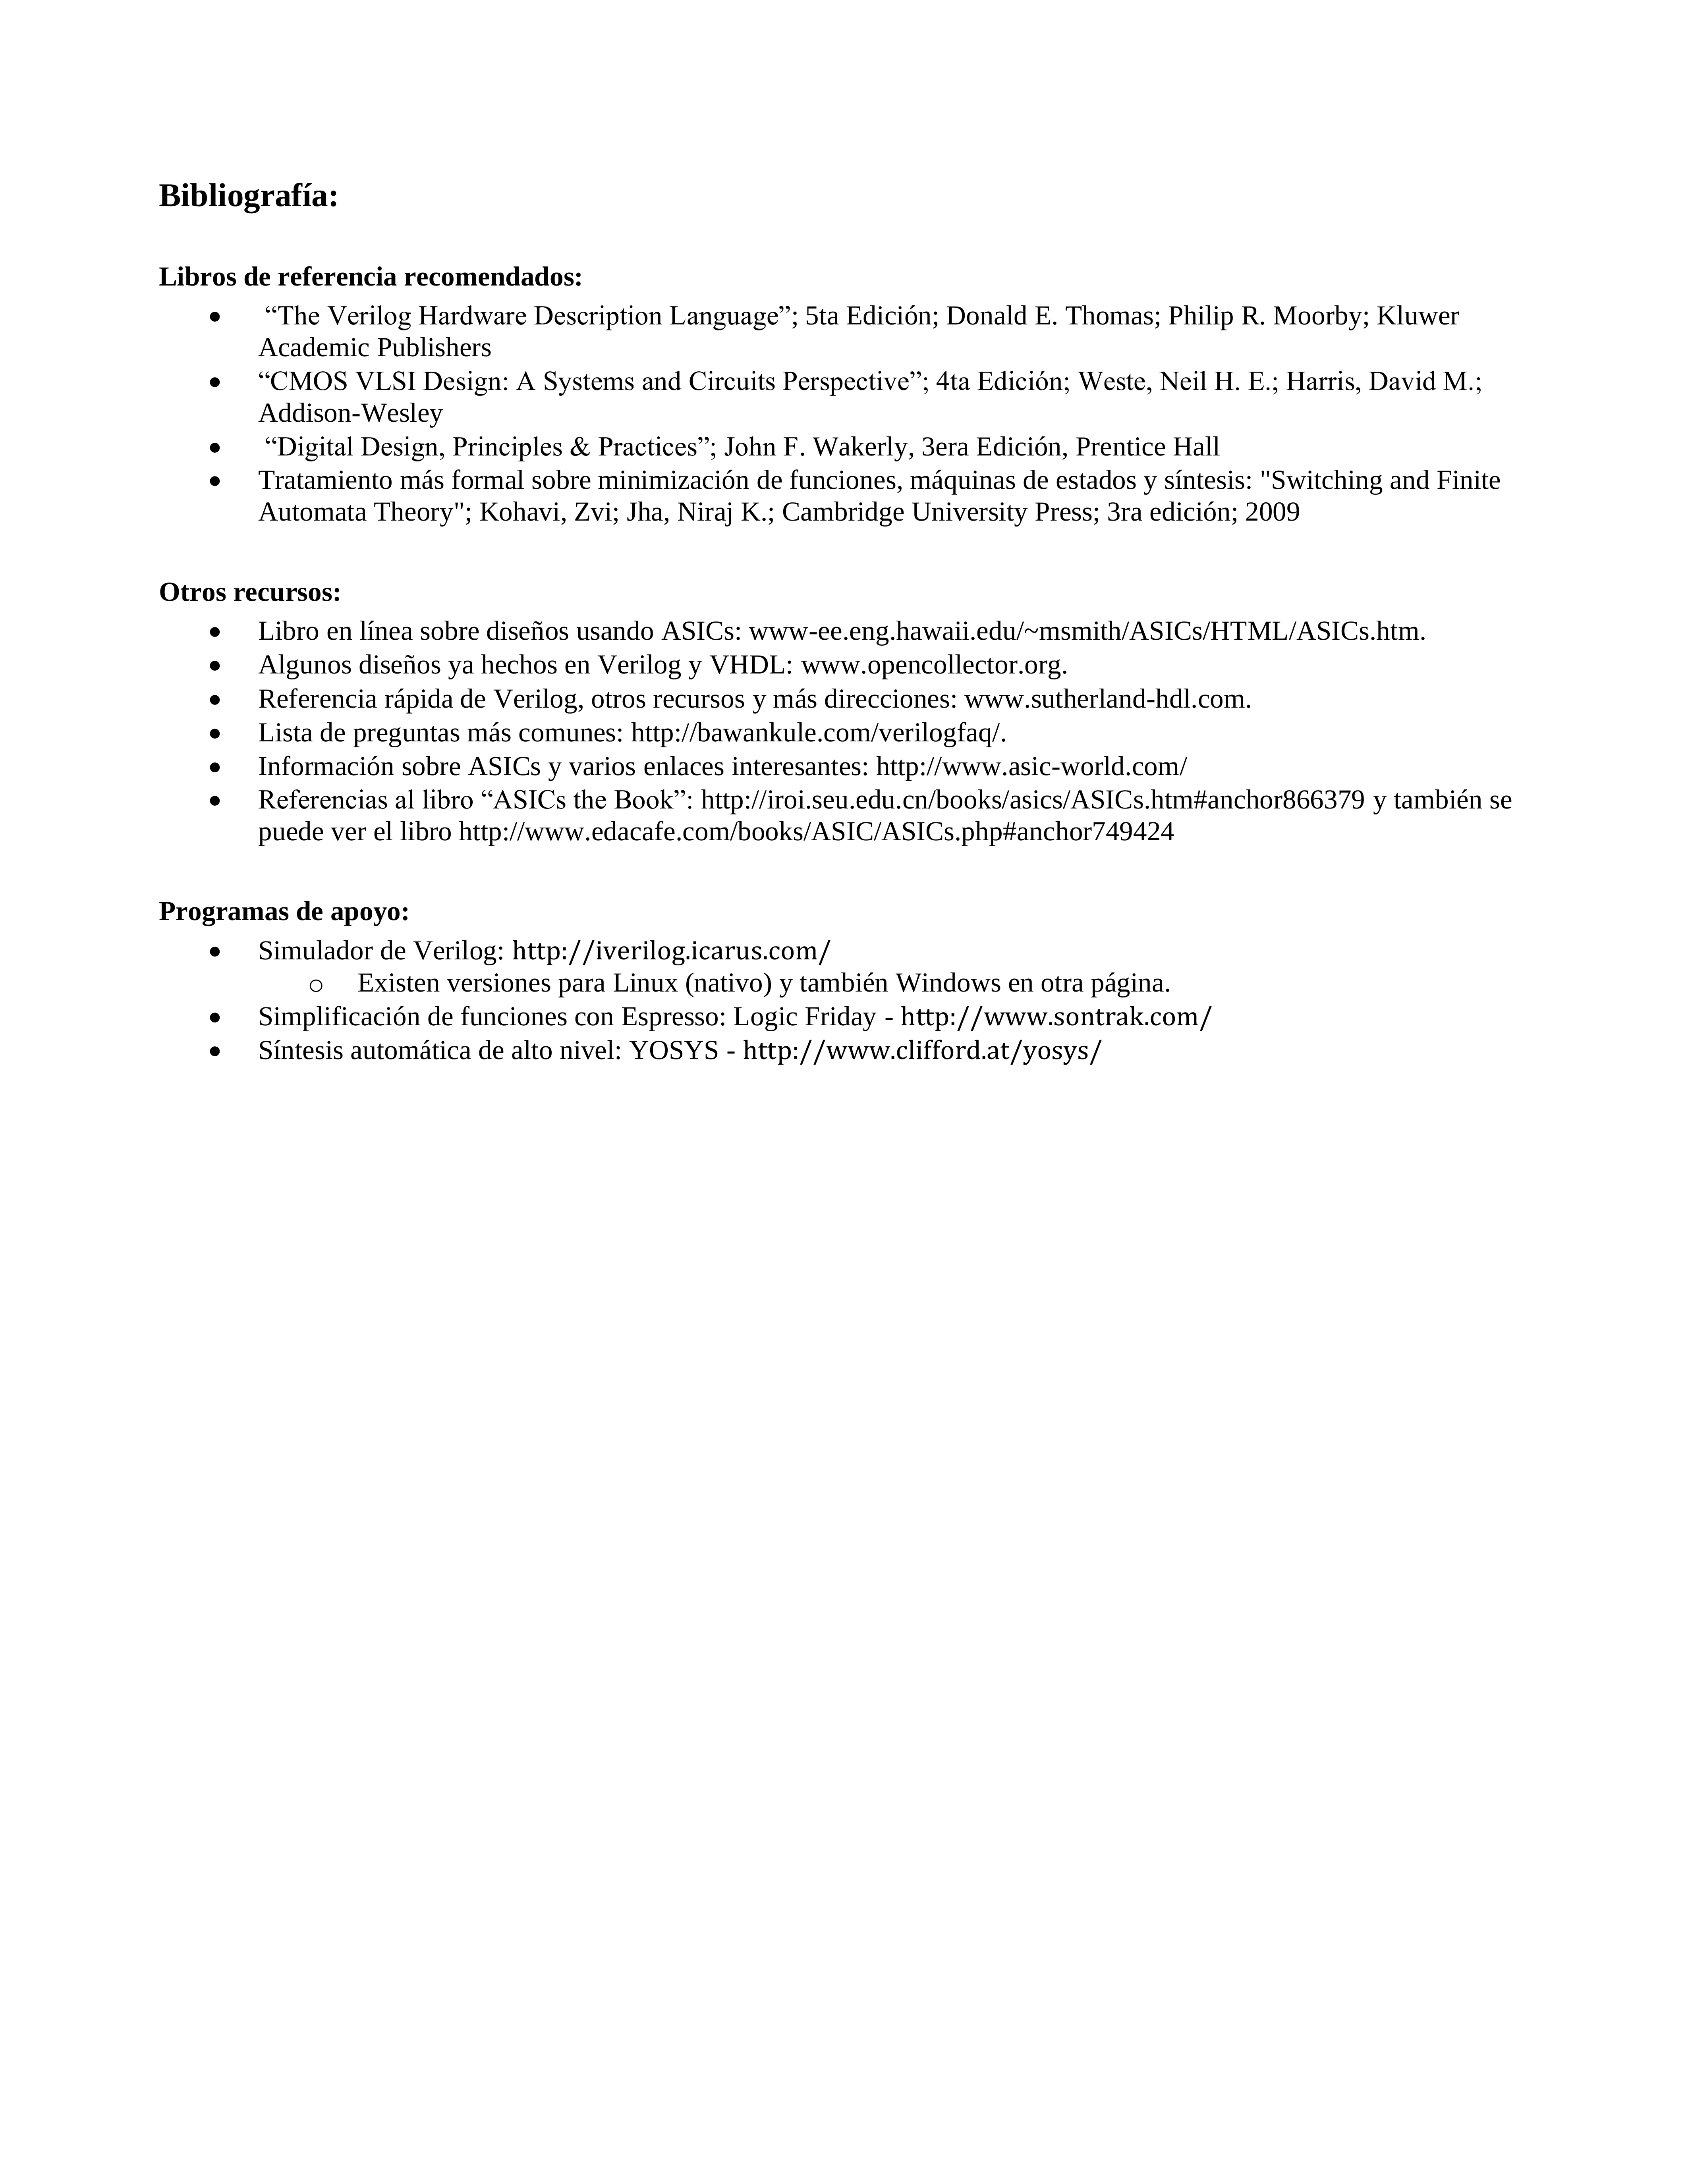 Bibliografía:
Libros de referencia recomendados:
• “The Verilog Hardware Description Language”; 5ta Edición; Donald E. Thomas; Philip R. Moorby; Kluwer
Academic Publishers
• “CMOS VLSI Design: A Systems and Circuits Perspective”; 4ta Edición; Weste, Neil H. E.; Harris, David M.;
Addison-Wesley
• “Digital Design, Principles & Practices”; John F. Wakerly, 3era Edición, Prentice Hall
• Tratamiento más formal sobre minimización de funciones, máquinas de estados y síntesis: "Switching and Finite
Automata Theory"; Kohavi, Zvi; Jha, Niraj K.; Cambridge University Press; 3ra edición; 2009
Otros recursos:
• Libro en línea sobre diseños usando ASICs: www-ee.eng.hawaii.edu/~msmith/ASICs/HTML/ASICs.htm.
• Algunos diseños ya hechos en Verilog y VHDL: www.opencollector.org.
• Referencia rápida de Verilog, otros recursos y más direcciones: www.sutherland-hdl.com.
• Lista de preguntas más comunes: http://bawankule.com/verilogfaq/.
• Información sobre ASICs y varios enlaces interesantes: http://www.asic-world.com/
• Referencias al libro “ASICs the Book”: http://iroi.seu.edu.cn/books/asics/ASICs.htm#anchor866379 y también se
puede ver el libro http://www.edacafe.com/books/ASIC/ASICs.php#anchor749424
Programas de apoyo:
• Simulador de Verilog: http://iverilog.icarus.com/
o Existen versiones para Linux (nativo) y también Windows en otra página.
• Simplificación de funciones con Espresso: Logic Friday - http://www.sontrak.com/
• Síntesis automática de alto nivel: YOSYS - http://www.clifford.at/yosys/